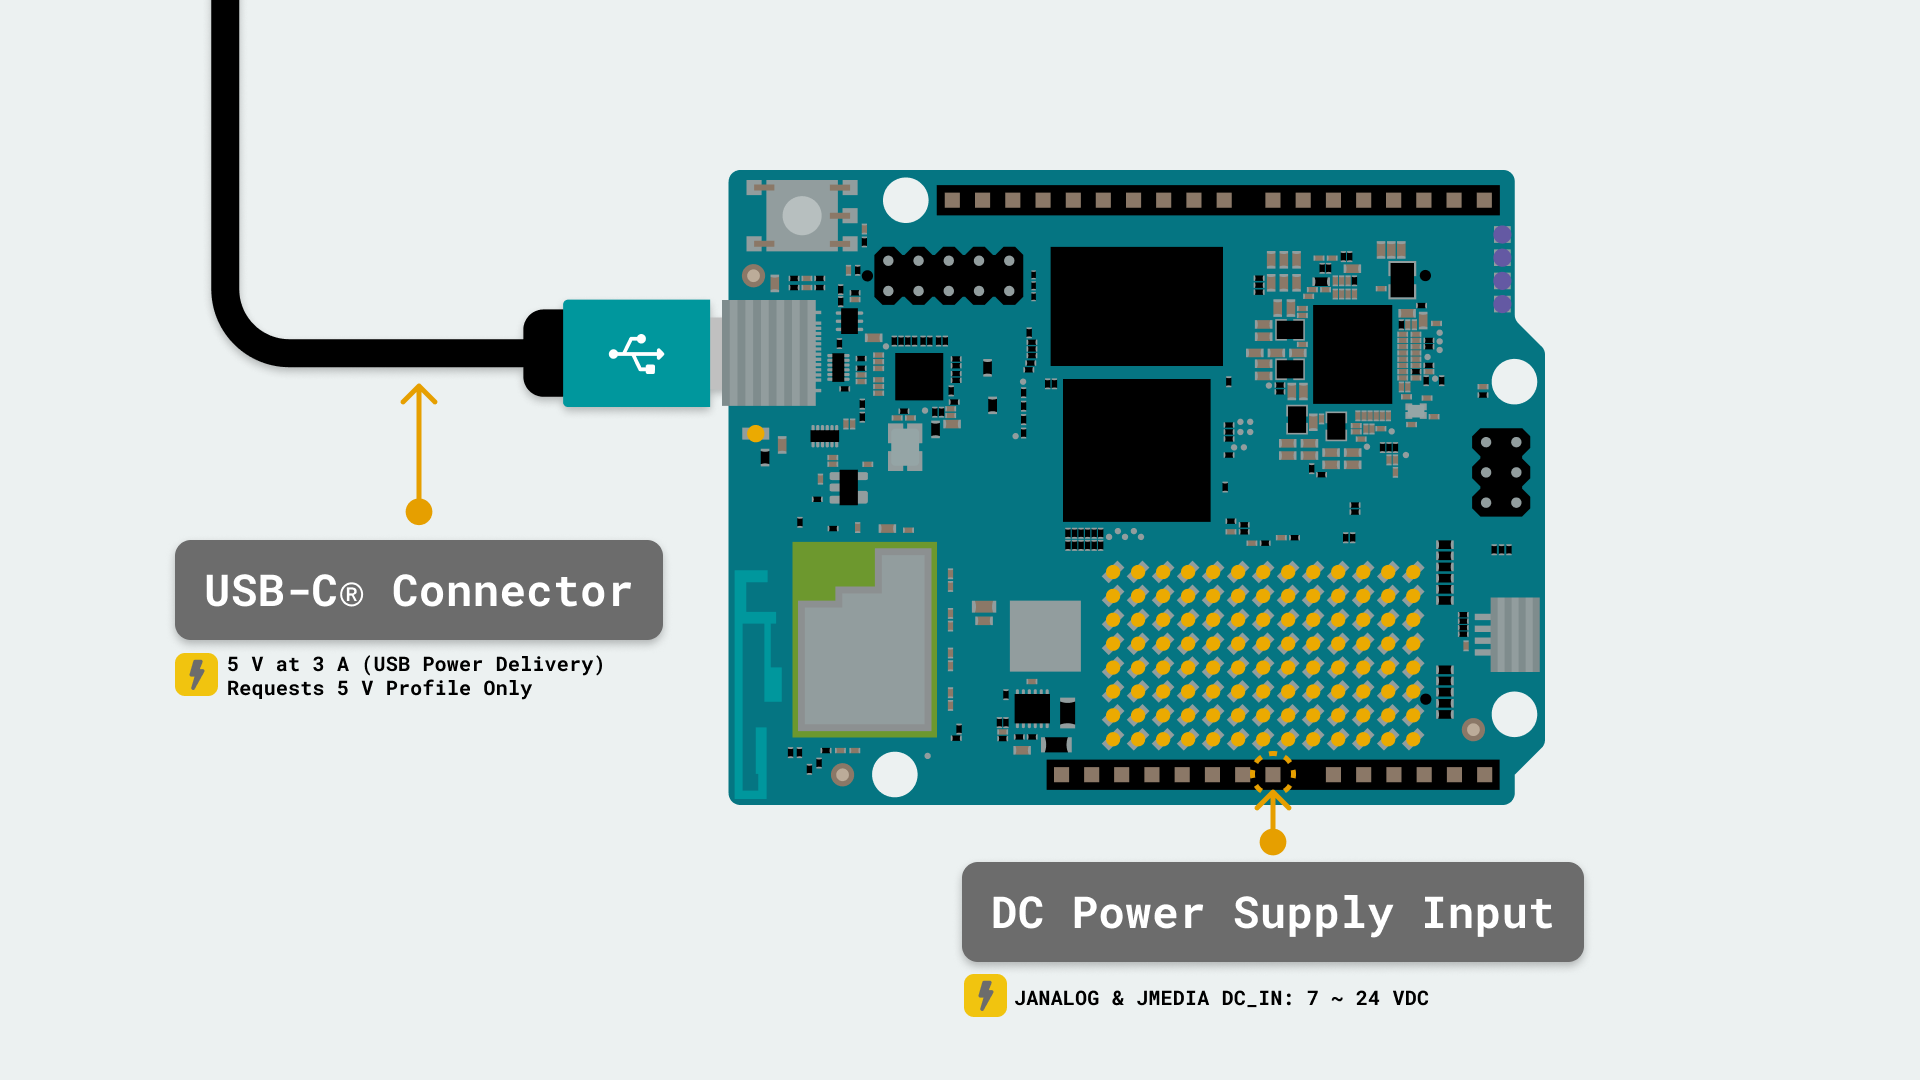 USB-C® Connector
5 V at 3 A (USB Power Delivery)
Requests 5 V Profile Only
DC Power Supply Input
JANALOG & JMEDIA DC_IN: 7 ~ 24 VDC